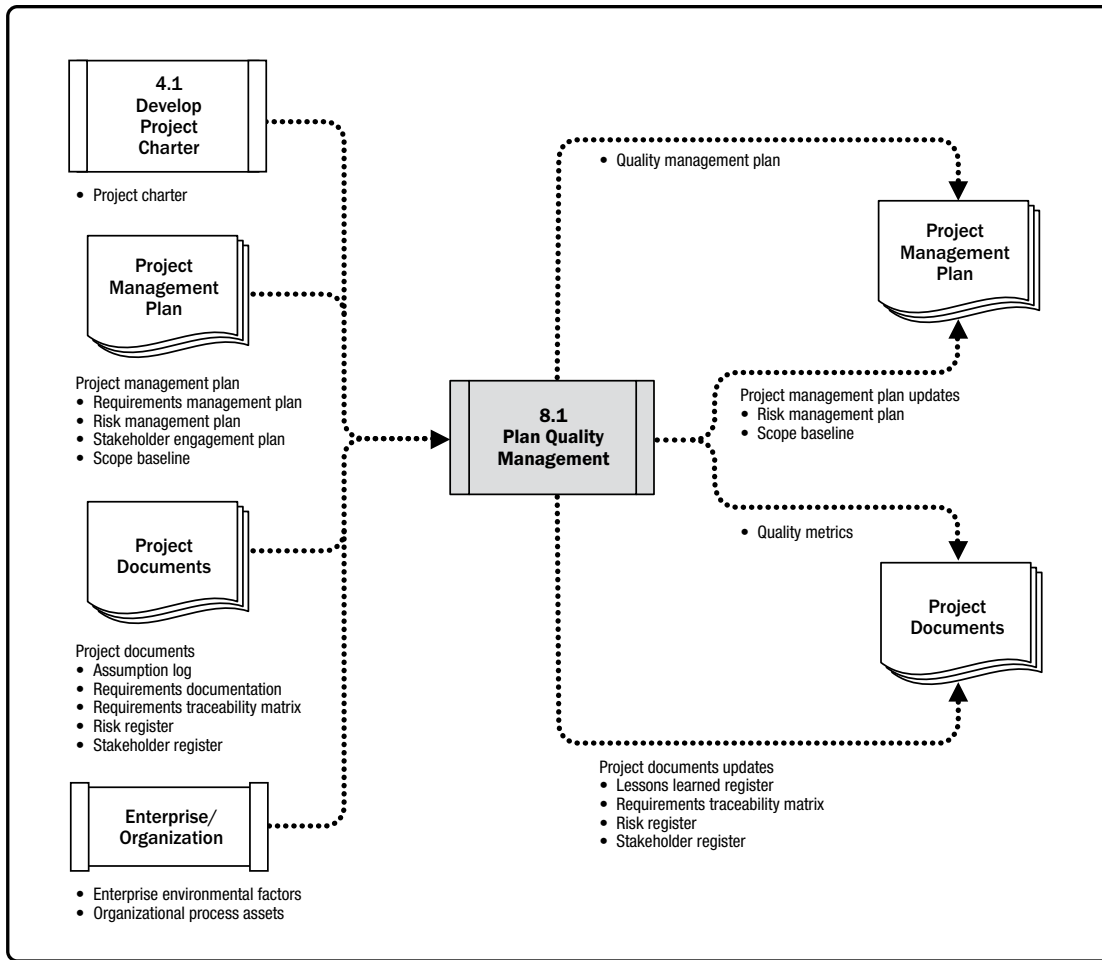 4.1
Develop
Project
Charter
• Project charter
Project
Management
Plan
Project management plan
• Requirements management plan
• Risk management plan
• Stakeholder engagement plan
• Scope baseline
Project
Documents
Project documents
• Assumption log
• Requirements documentation
• Requirements traceability matrix
• Risk register
• Stakeholder register
Enterprise/
Organization
• Enterprise environmental factors
• Organizational process assets
8.1
Plan Quality
Management
• Quality management plan
Project
Management
Plan
Project management plan updates
• Risk management plan
• Scope baseline
• Quality metrics
Project
Documents
Project documents updates
• Lessons learned register
• Requirements traceability matrix
• Risk register
• Stakeholder register